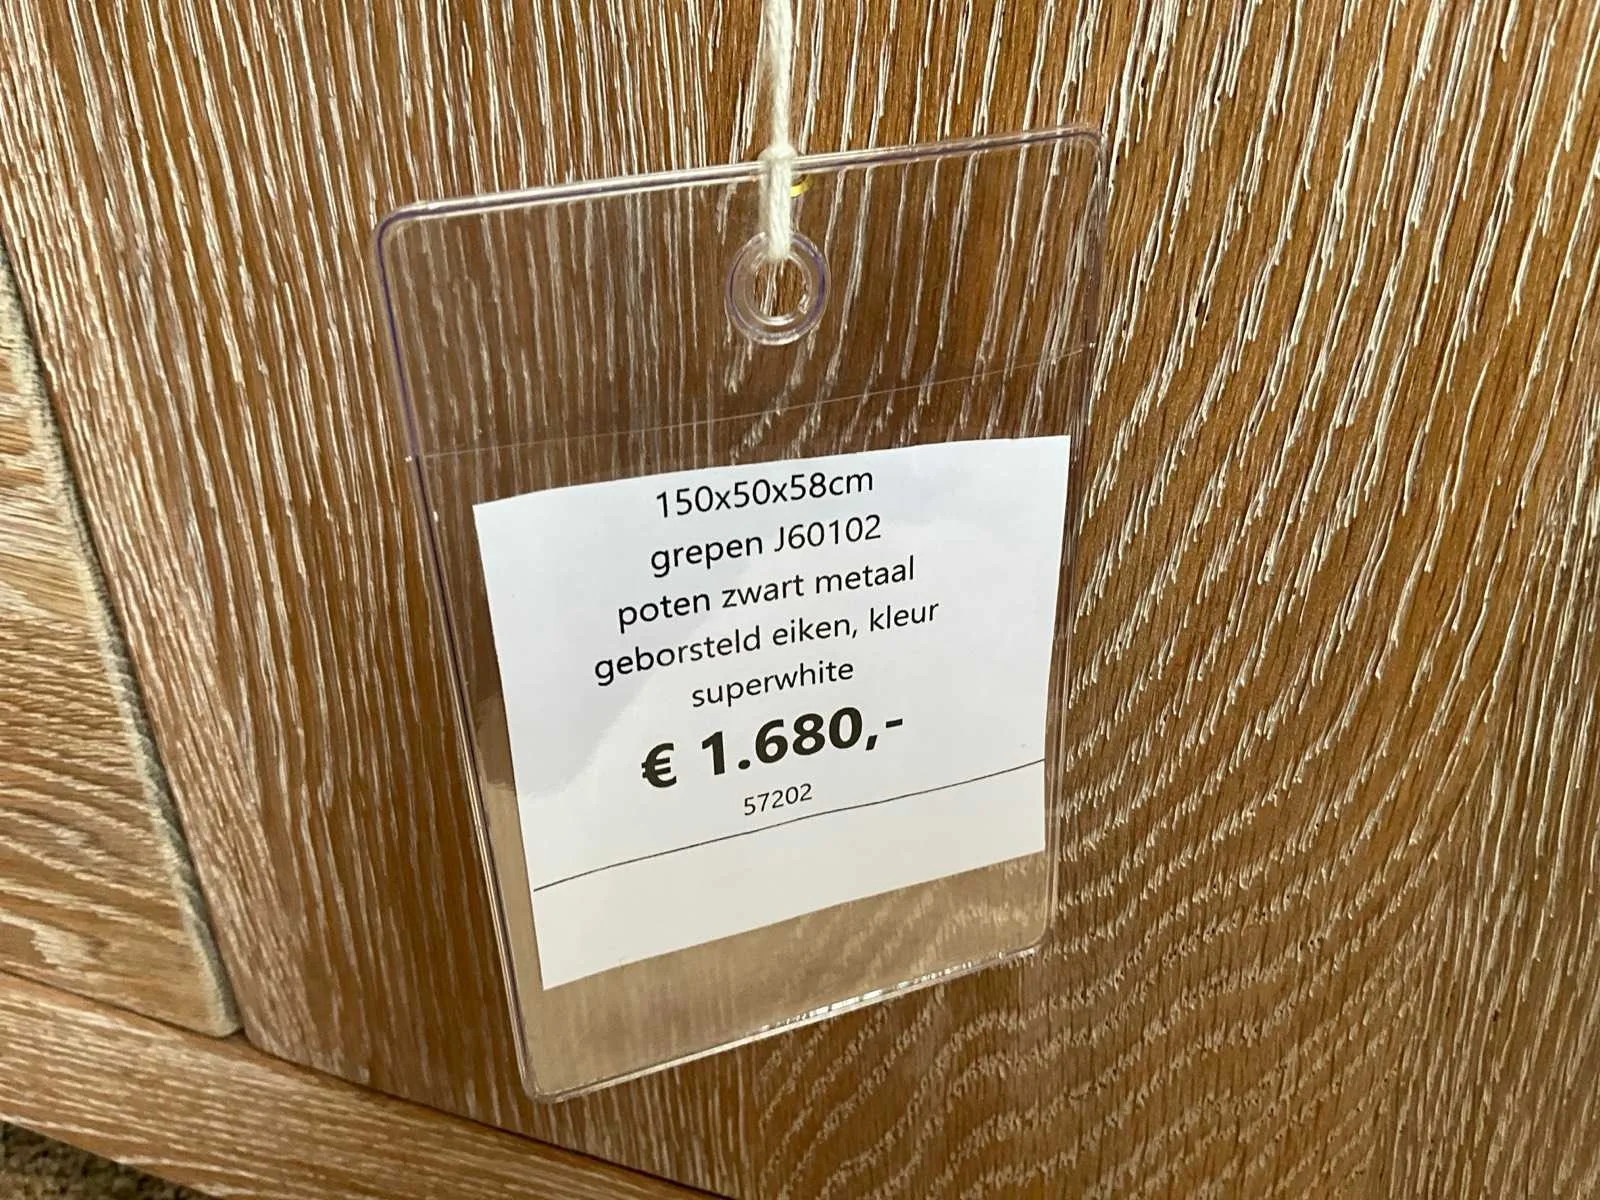 150x50x58cm
grepen J60102
poten zwart metaal
geborsteld eiken, kleur
superwhite
€ 1.680,-
57202